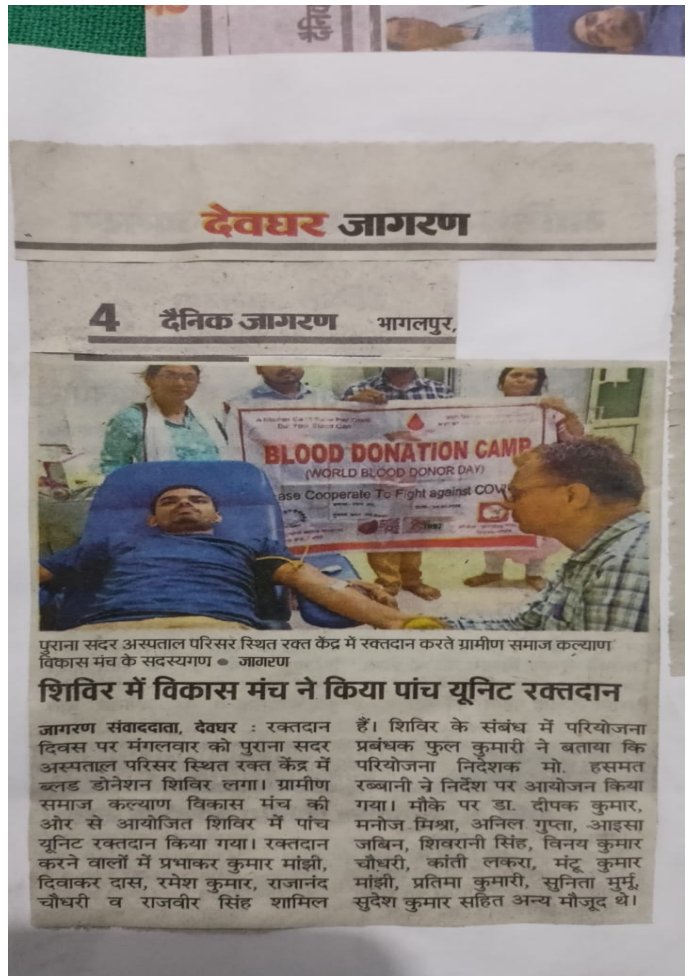 देवघर जागरण
4 दैनिक जागरण भागलपुर,
BLOOD DONATION CAMP
(WORLD BLOOD DONOR DAY)
ase Cooperate To Fight against COV
पुराना सदर अस्पताल परिसर स्थित रक्त केंद्र में रक्तदान करते ग्रामीण समाज कल्याण
विकास मंच के सदस्यगण ● जागरण
शिविर में विकास मंच ने किया पांच यूनिट रक्तदान
जागरण संवाददाता, देवघर : रक्तदान
दिवस पर मंगलवार को पुराना सदर
अस्पताल परिसर स्थित रक्त केंद्र में
ब्लड डोनेशन शिविर लगा। ग्रामीण
समाज कल्याण विकास मंच की
ओर से आयोजित शिविर में पांच
यूनिट रक्तदान किया गया। रक्तदान
करने वालों में प्रभाकर कुमार मांझी,
दिवाकर दास, रमेश कुमार, राजानंद
चौधरी व राजवीर सिंह शामिल
हैं। शिविर के संबंध में परियोजना
प्रबंधक फुल कुमारी ने बताया कि
परियोजना निदेशक मो. हसमत
रब्बानी ने निर्देश पर आयोजन किया
गया। मौके पर डा. दीपक कुमार,
मनोज मिश्रा, अनिल गुप्ता, आइसा
जबिन, शिवरानी सिंह, विनय कुमार
चौधरी, कांती लकरा, मंटू कुमार
मांझी, प्रतिमा कुमारी, सुनिता मुर्मू,
सुदेश कुमार सहित अन्य मौजूद थे।